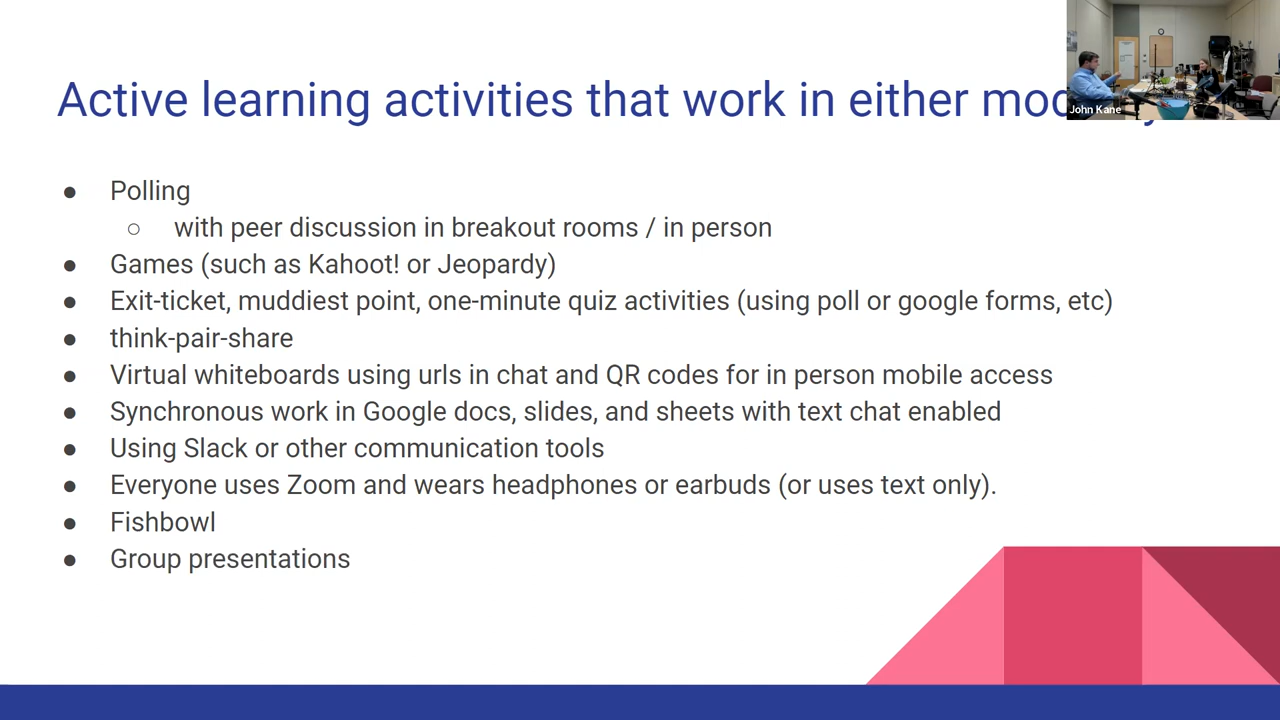 Active learning activities that work in either
John Kane
● Polling
○ with peer discussion in breakout rooms / in person
● Games (such as Kahoot! or Jeopardy)
● Exit-ticket, muddiest point, one-minute quiz activities (using poll or google forms, etc)
● think-pair-share
● Virtual whiteboards using urls in chat and QR codes for in person mobile access
● Synchronous work in Google docs, slides, and sheets with text chat enabled
● Using Slack or other communication tools
● Everyone uses Zoom and wears headphones or earbuds (or uses text only).
● Fishbowl
● Group presentations